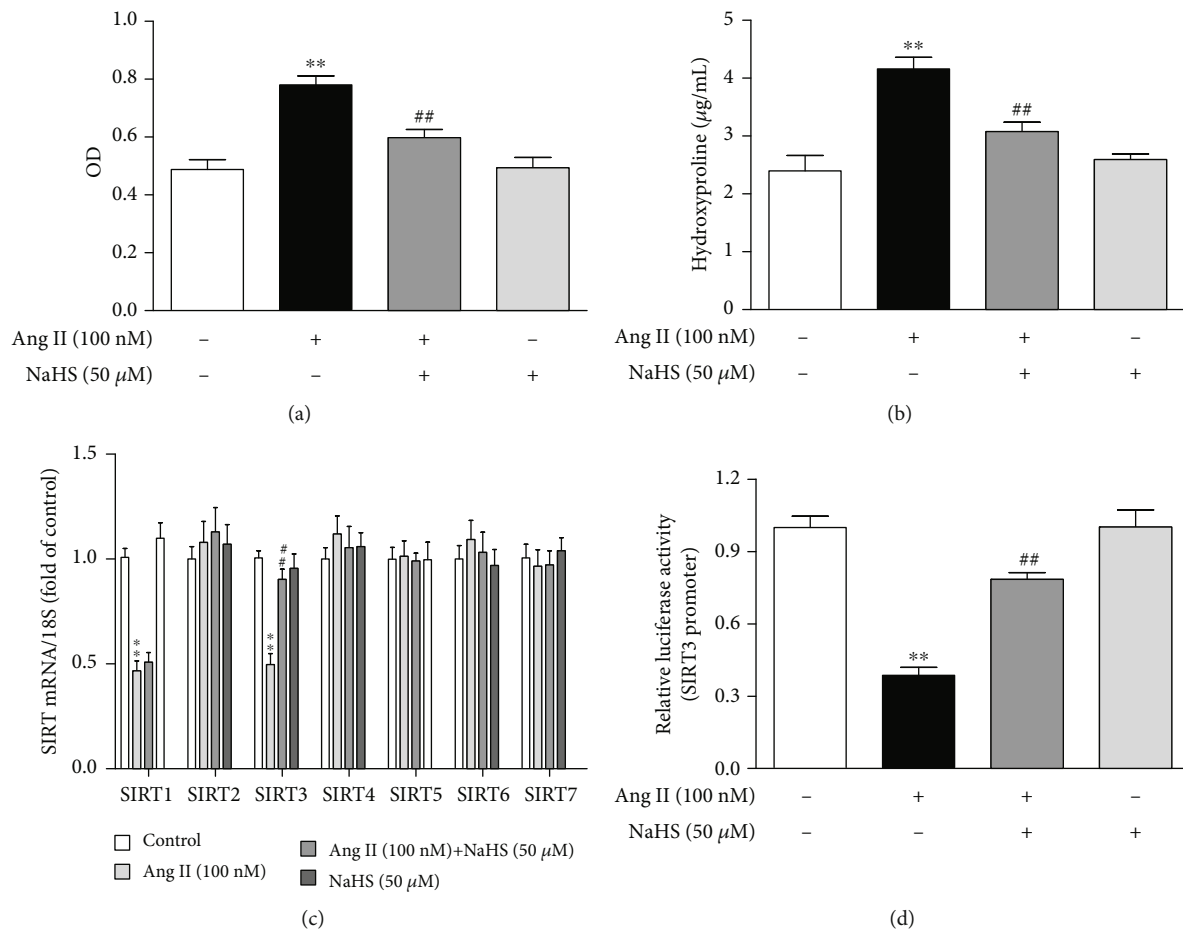 OD
1.0
0.8
0.6
0.4
0.2
0.0
**
##
Ang II (100 nM) – + + –
NaHS (50 μM) – – + +
(a)
Hydroxyproline (μg/mL)
5
4
3
2
1
0
**
##
Ang II (100 nM) – + + –
NaHS (50 μM) – – + +
(b)
SIRT mRNA/18S (fold of control)
1.5
1.0
0.5
0.0
**
**
##
SIRT1 SIRT2 SIRT3 SIRT4 SIRT5 SIRT6 SIRT7
Control
Ang II (100 nM)
Ang II (100 nM)+NaHS (50 μM)
NaHS (50 μM)
(c)
Relative luciferase activity
(SIRT3 promoter)
1.2
0.9
0.6
0.3
0.0
**
##
Ang II (100 nM) – + + –
NaHS (50 μM) – – + +
(d)